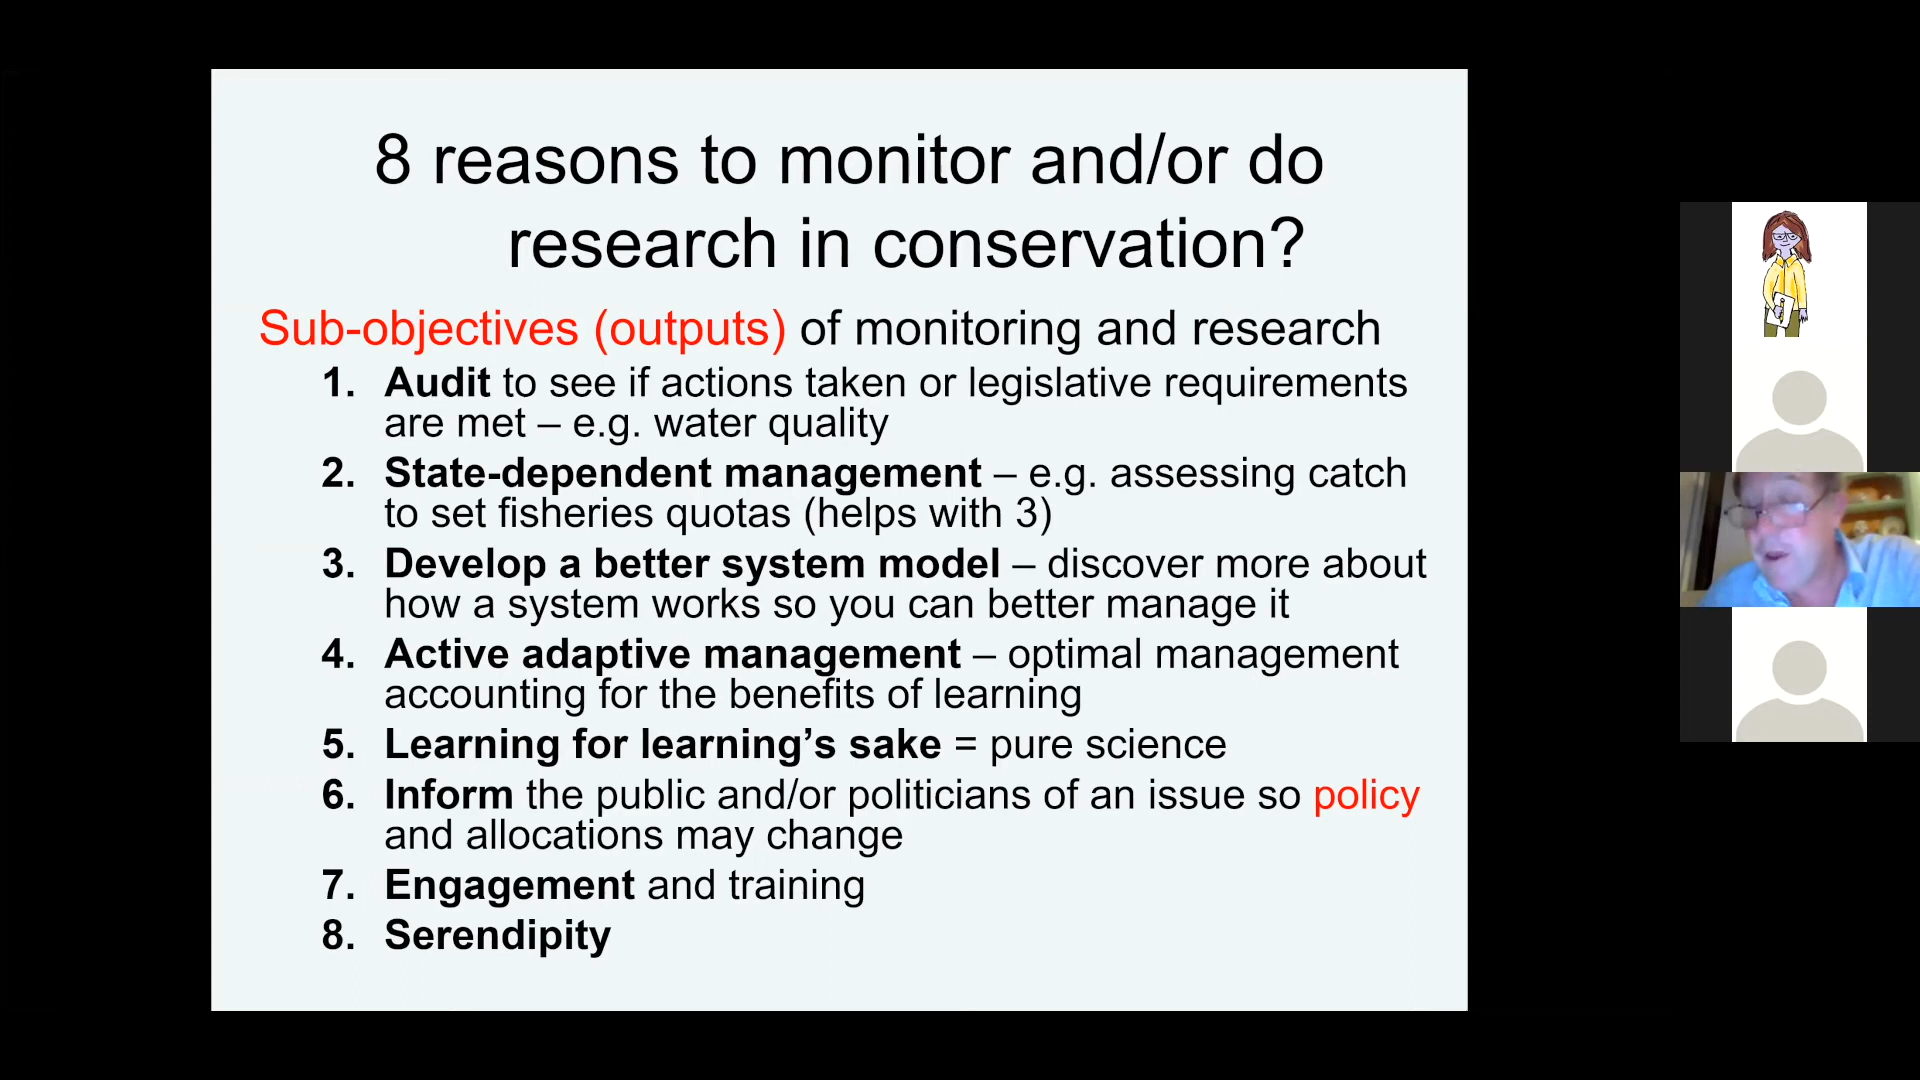 8 reasons to monitor and/or do
research in conservation?
Sub-objectives (outputs) of monitoring and research
1. Audit to see if actions taken or legislative requirements
are met – e.g. water quality
2. State-dependent management – e.g. assessing catch
to set fisheries quotas (helps with 3)
3. Develop a better system model – discover more about
how a system works so you can better manage it
4. Active adaptive management – optimal management
accounting for the benefits of learning
5. Learning for learning’s sake = pure science
6. Inform the public and/or politicians of an issue so policy
and allocations may change
7. Engagement and training
8. Serendipity